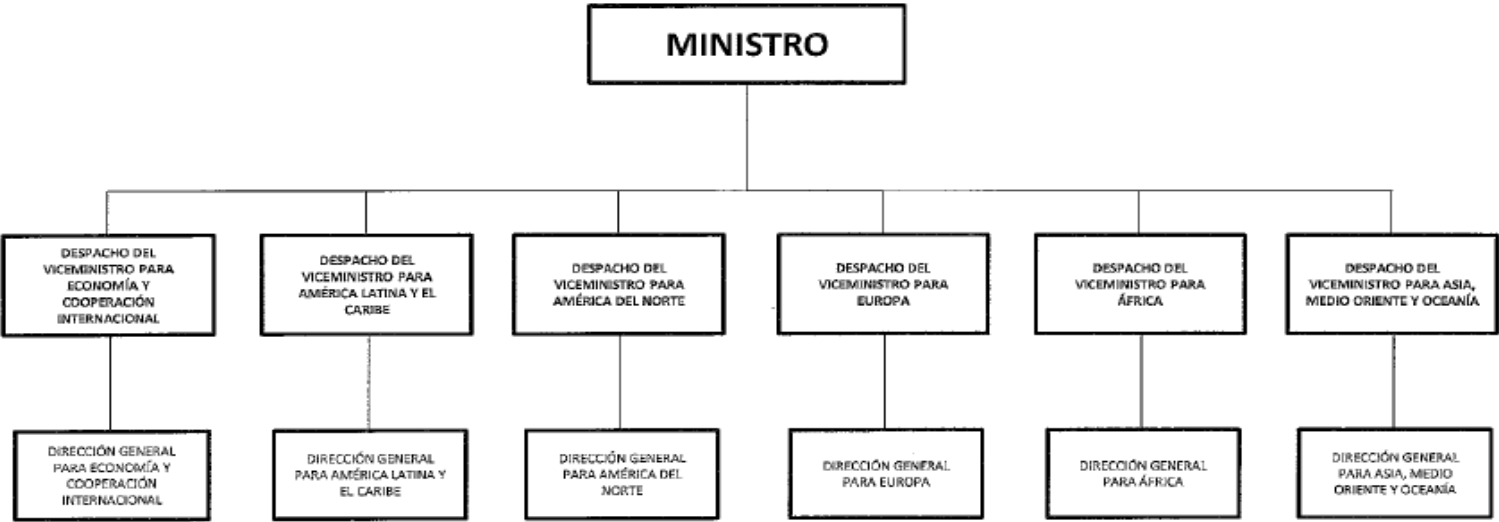 MINISTRO
DESPACHO DEL
VICEMINISTRO PARA
ECONOMÍA Y
COOPERACIÓN
INTERNACIONAL
DESPACHO DEL
VICEMINISTRO PARA
AMÉRICA LATINA Y EL
CARIBE
DESPACHO DEL
VICEMINISTRO PARA
AMÉRICA DEL NORTE
DESPACHO DEL
VICEMINISTRO PARA
EUROPA
DESPACHO DEL
VICEMINISTRO PARA
ÁFRICA
DESPACHO DEL
VICEMINISTRO PARA ASIA,
MEDIO ORIENTE Y OCEANÍA
DIRECCIÓN GENERAL
PARA ECONOMÍA Y
COOPERACIÓN
INTERNACIONAL
DIRECCIÓN GENERAL
PARA AMÉRICA LATINA Y
EL CARIBE
DIRECCIÓN GENERAL
PARA AMÉRICA DEL
NORTE
DIRECCIÓN GENERAL
PARA EUROPA
DIRECCIÓN GENERAL
PARA ÁFRICA
DIRECCIÓN GENERAL
PARA ASIA, MEDIO
ORIENTE Y OCEANÍA